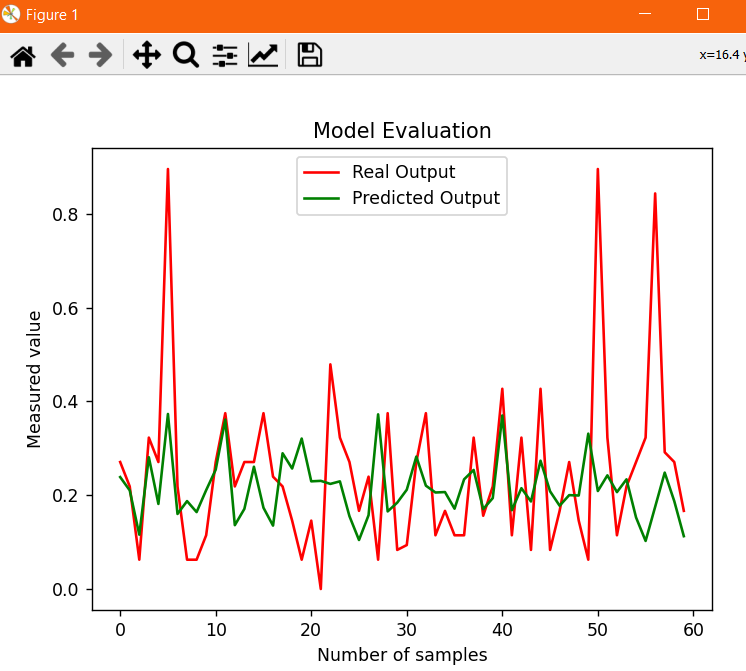 Figure 1
x=16.4 y
Model Evaluation
Real Output
Predicted Output
Measured value
0.8
0.6
0.4
0.2
0.0
0 10 20 30 40 50 60
Number of samples